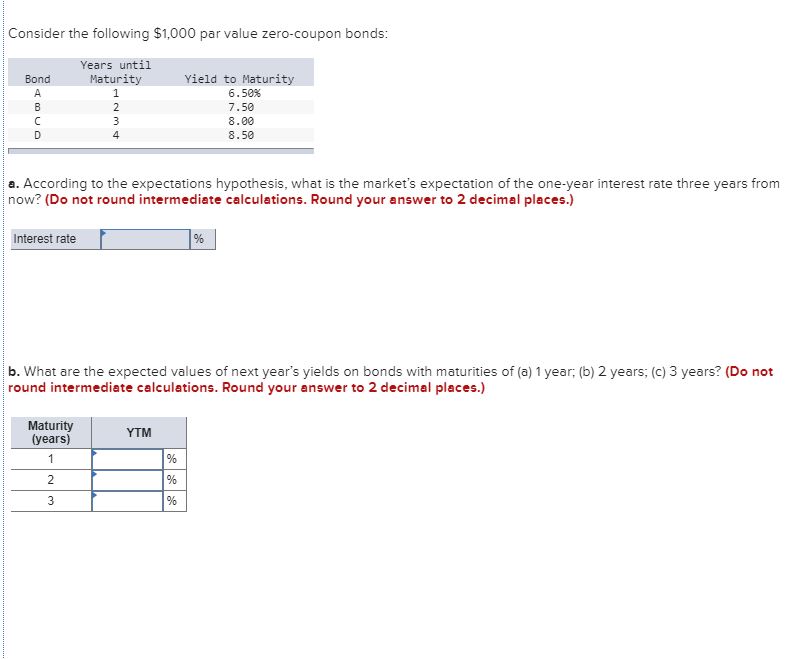 Consider the following $1,000 par value zero-coupon bonds:
Years until
Bond Maturity Yield to Maturity
A 1 6.50%
B 2 7.50
C 3 8.00
D 4 8.50
a. According to the expectations hypothesis, what is the market's expectation of the one-year interest rate three years from
now? (Do not round intermediate calculations. Round your answer to 2 decimal places.)
Interest rate %
b. What are the expected values of next year's yields on bonds with maturities of (a) 1 year; (b) 2 years; (c) 3 years? (Do not
round intermediate calculations. Round your answer to 2 decimal places.)
Maturity
(years) YTM
1 %
2 %
3 %